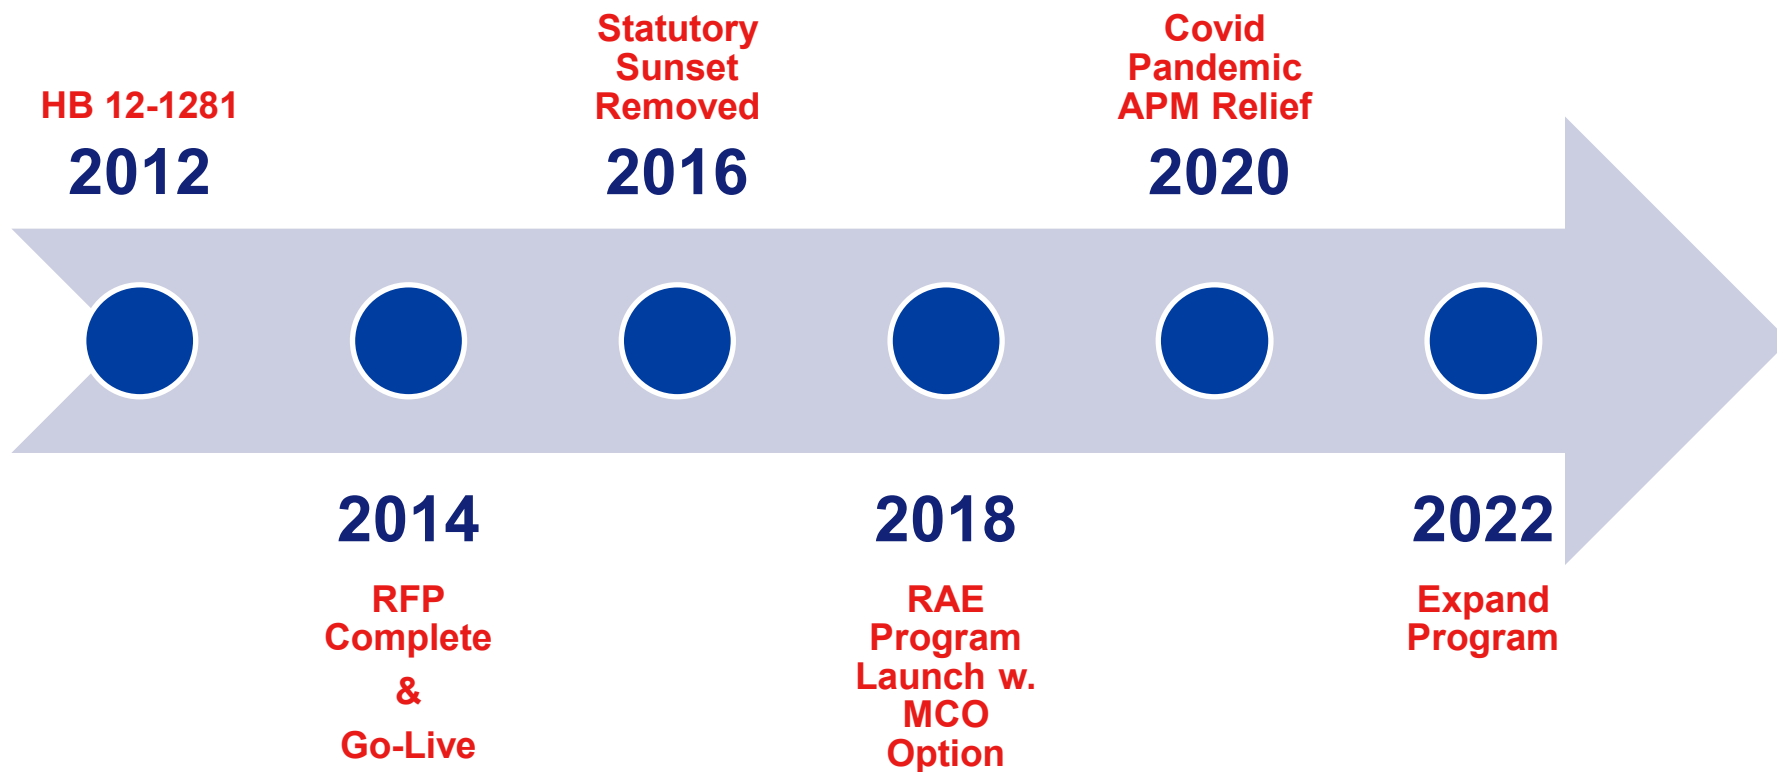 HB 12-1281
2012
Statutory
Sunset
Removed
2016
Covid
Pandemic
APM Relief
2020
2014
RFP
Complete
&
Go-Live
2018
RAE
Program
Launch w.
MCO
Option
2022
Expand
Program